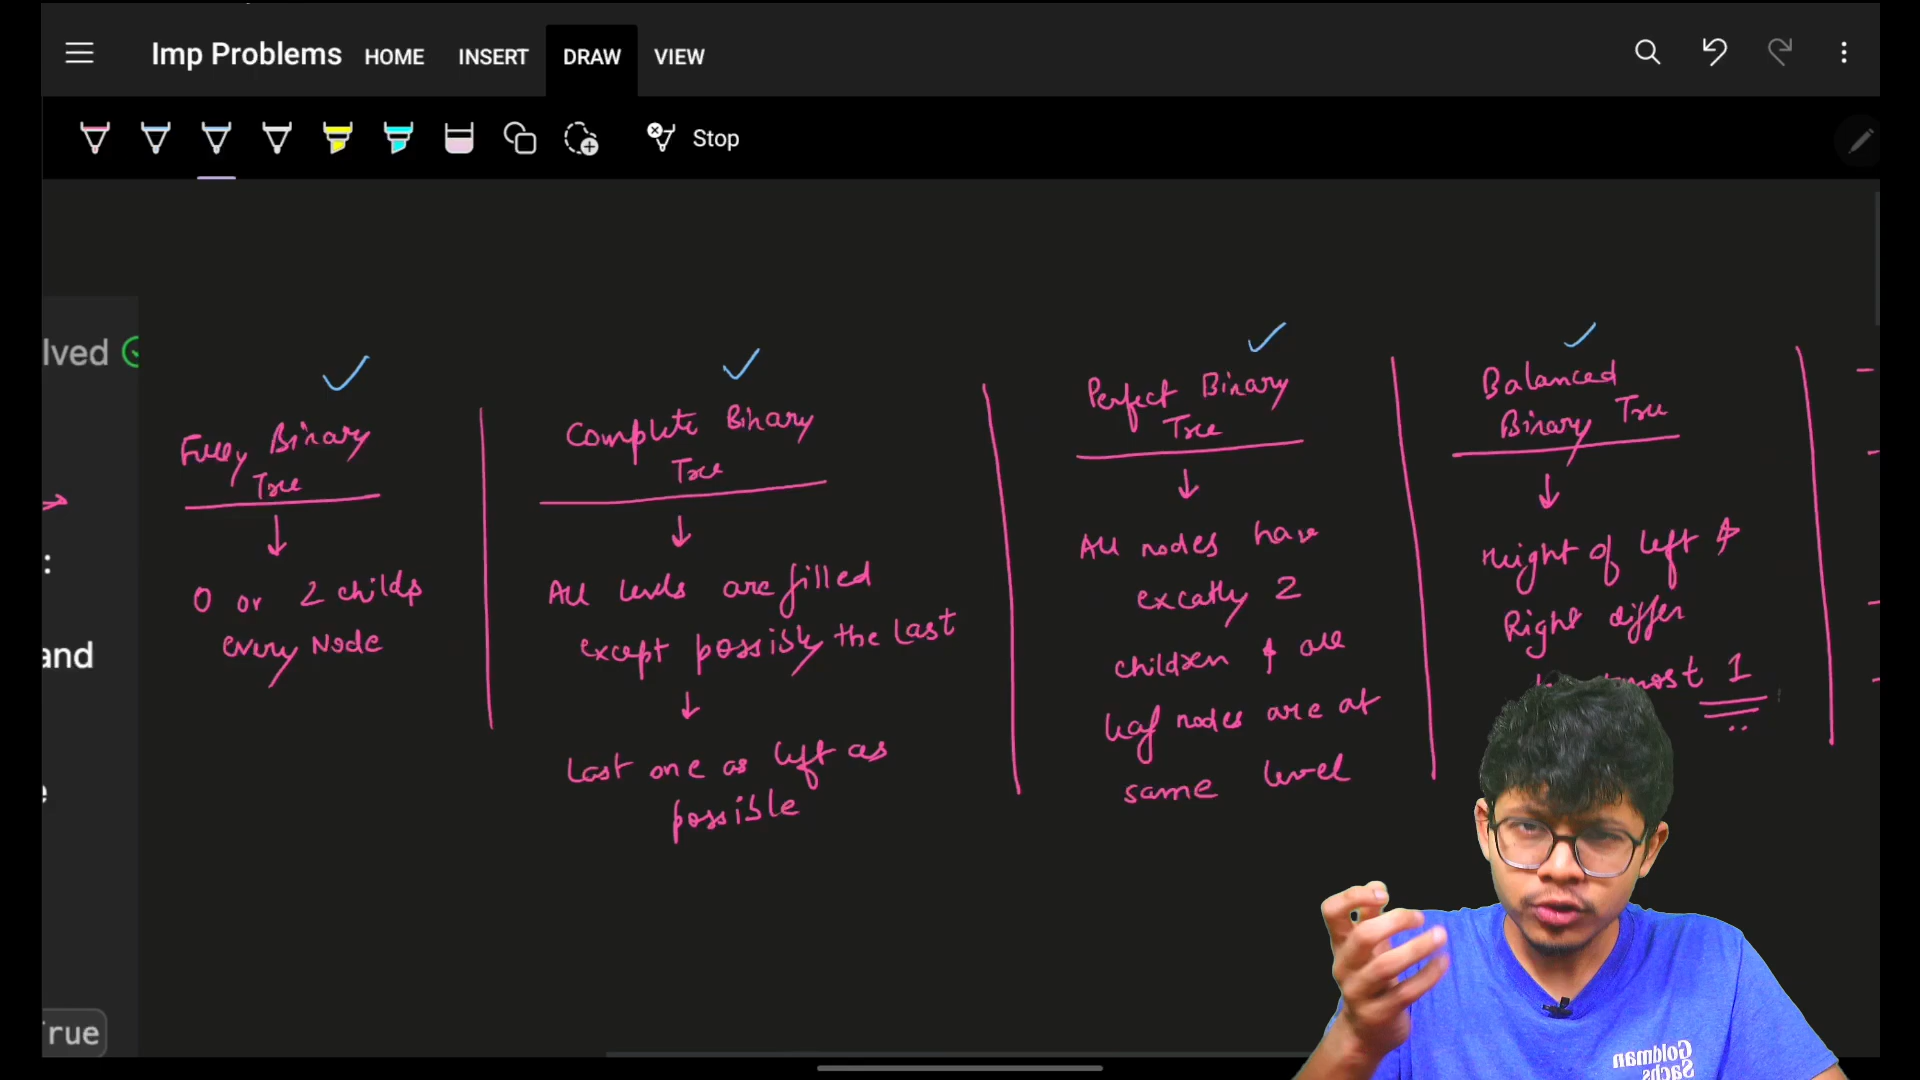 Imp Problems HOME INSERT DRAW VIEW
Stop
lved
:
and
e
rue
Fully Binary
Tree
0 or 2 childs
every Node
Complete Binary
Tree
All levels are filled
except possibly the last
Last one as left as
possible
Perfect Binary
Tree
All nodes have
excatly 2
children & all
leaf nodes are at
same level
Balanced
Binary Tree
Height of left &
Right differ
most 1
Goldman
Sachs